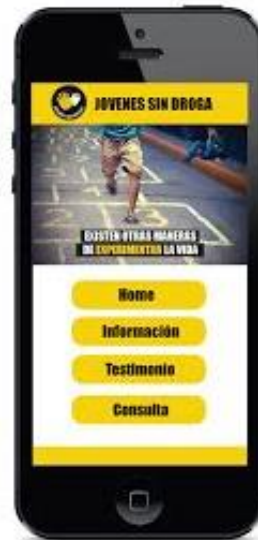 JOVENES SIN DROGA
EXISTEN OTRAS MANERAS
DE EXPERIMENTAR LA VIDA
Home
Información
Testimonio
Consulta